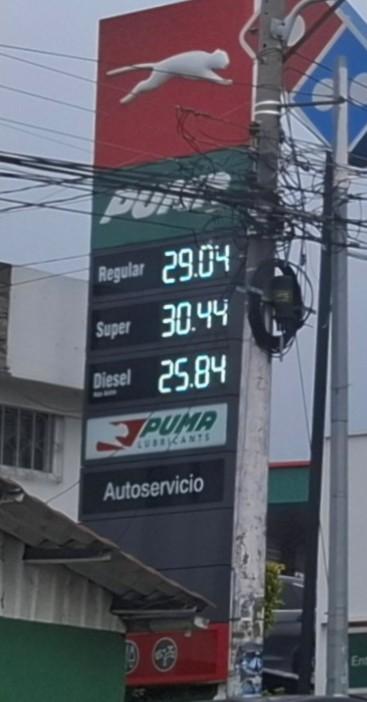 PUMA
Regular 29.04
Super 30.44
Diesel 25.84
PUMA
LUBRICANTS
Autoservicio